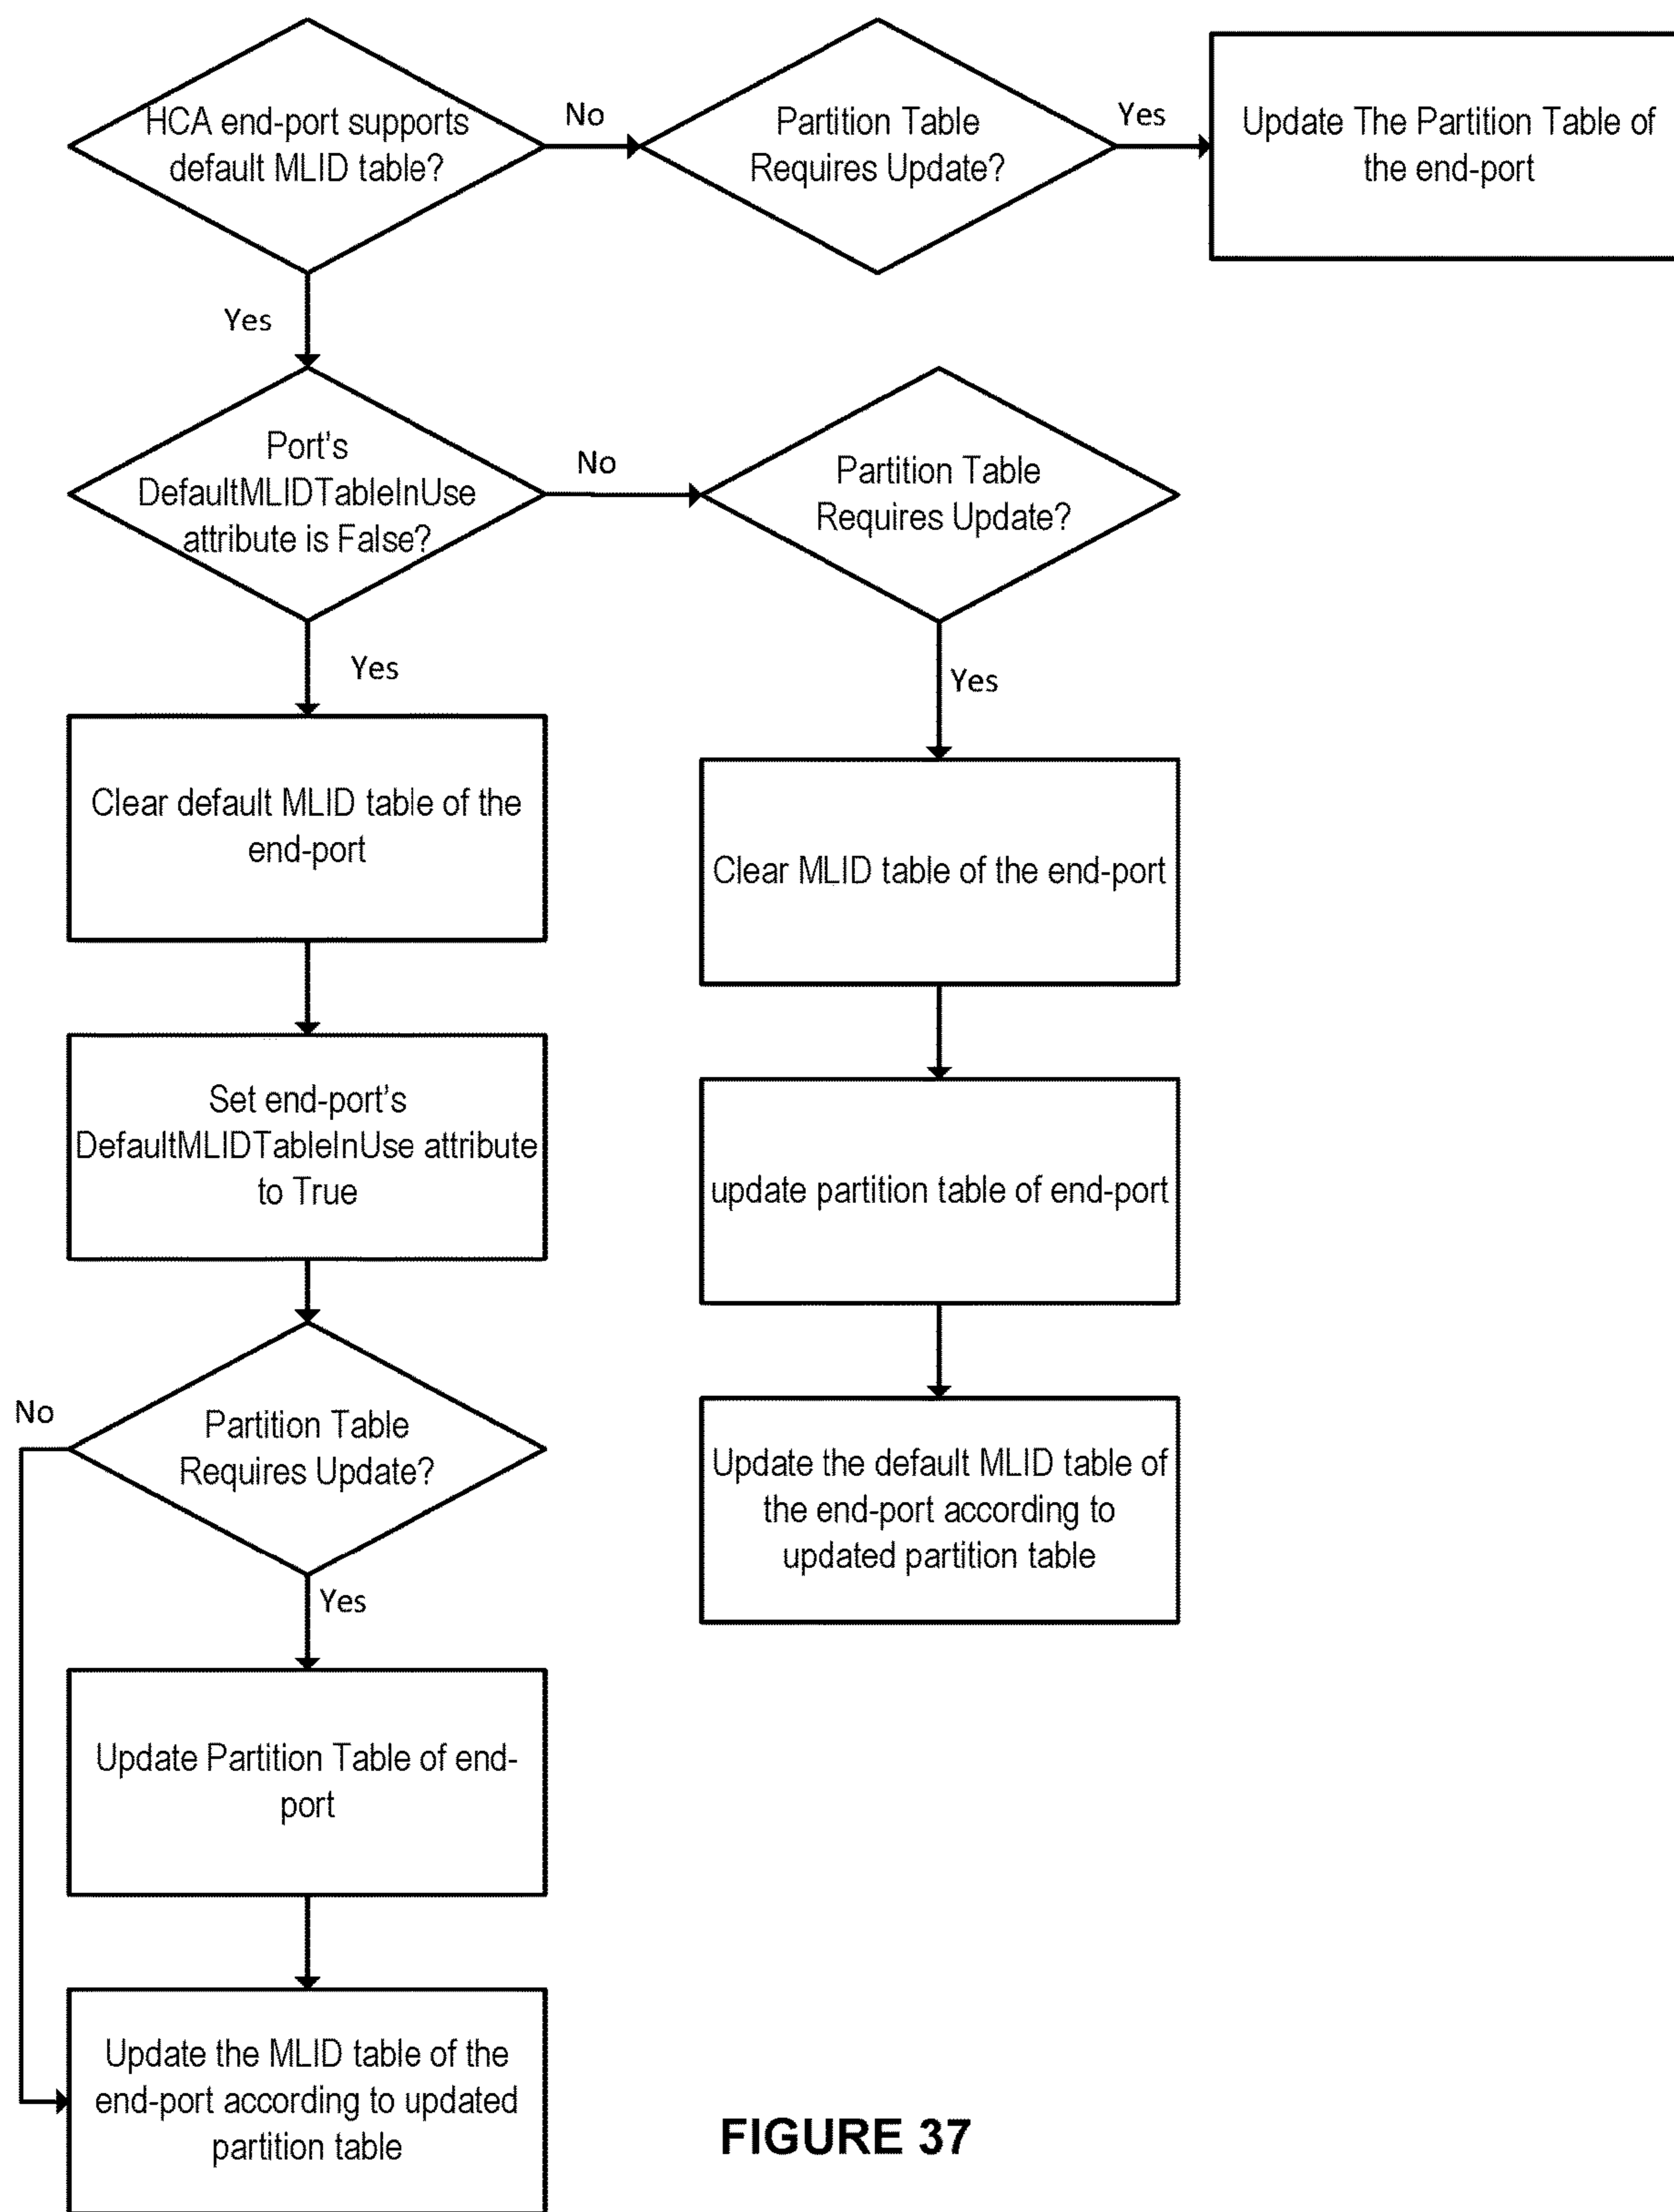 HCA end-port supports
default MLID table?
No
Partition Table
Requires Update?
Yes
Update The Partition Table of
the end-port
Yes
Port's
DefaultMLIDTableInUse
attribute is False?
No
Partition Table
Requires Update?
Yes
Yes
Clear default MLID table of the
end-port
Clear MLID table of the end-port
Set end-port's
DefaultMLIDTableInUse attribute
to True
update partition table of end-port
No
Partition Table
Requires Update?
Update the default MLID table of
the end-port according to
updated partition table
Yes
Update Partition Table of end-
port
Update the MLID table of the
end-port according to updated
partition table
FIGURE 37